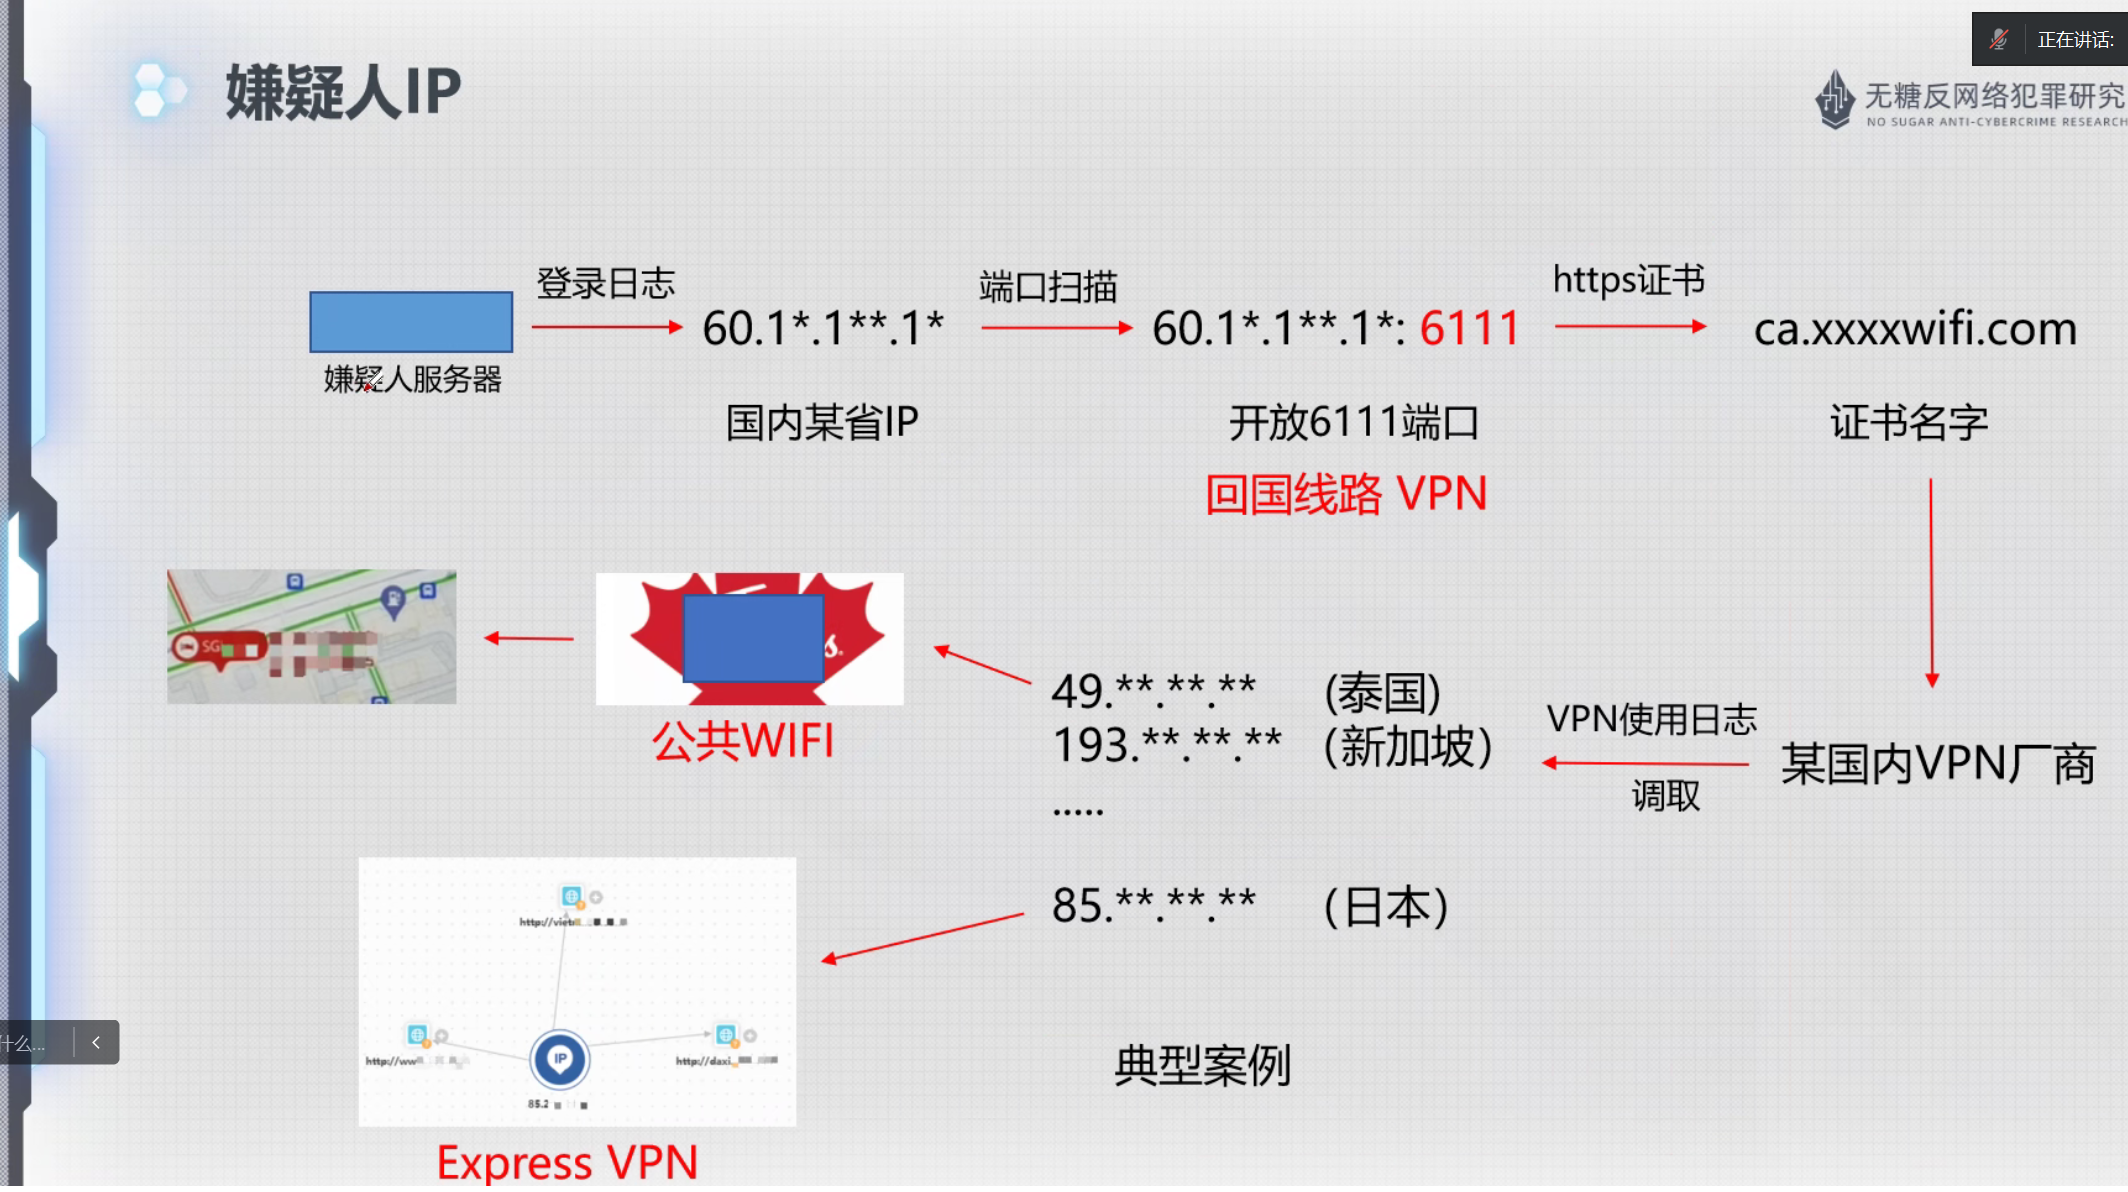 正在讲话:
嫌疑人IP
无糖反网络犯罪研究
NO SUGAR ANTI-CYBERCRIME RESEARCH
登录日志
端口扫描
https证书
60.1*.1**.1*
60.1*.1**.1*: 6111
ca.xxxxwifi.com
嫌疑人服务器
国内某省IP
开放6111端口
证书名字
回国线路 VPN
SG
s.
公共WIFI
49.**.**.** (泰国)
193.**.**.** (新加坡)
.....
VPN使用日志
某国内VPN厂商
调取
85.**.**.** (日本)
http://viet
什么...
http://ww
IP
http://daxi
85.2
典型案例
Express VPN